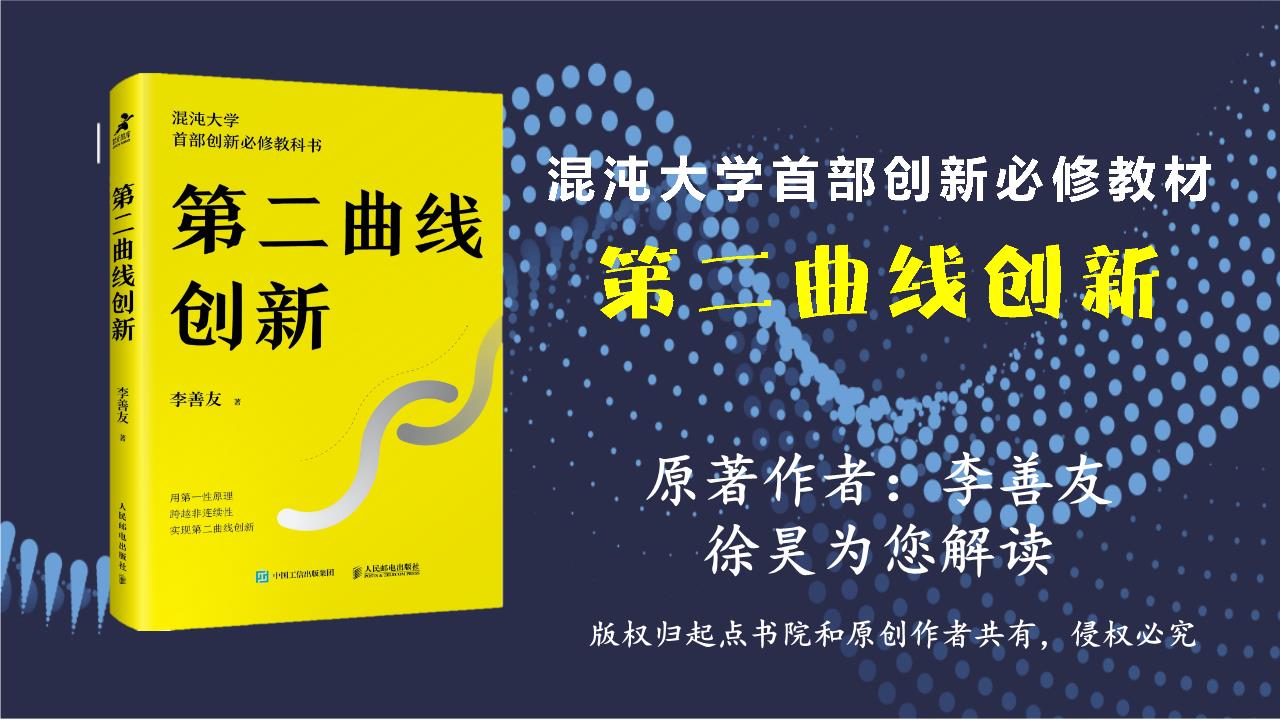 混沌大学
首部创新必修教科书
第二曲线
创新
李善友 著
用第一性原理
跨越非连续性
实现第二曲线创新
中国工信出版集团
人民邮电出版社
POSTS & TELECOM PRESS
第二曲线创新
李善友 著
人民邮电出版社
混沌大学首部创新必修教材
第二曲线创新
原著作者：李善友
徐昊为您解读
版权归起点书院和原创作者共有，侵权必究